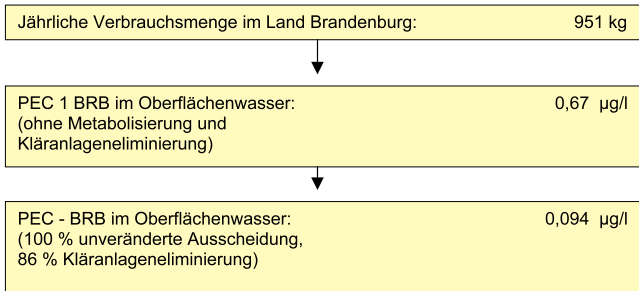 Jährliche Verbrauchsmenge im Land Brandenburg: 951 kg
PEC 1 BRB im Oberflächenwasser: 0,67 µg/l
(ohne Metabolisierung und
Kläranlageneliminierung)
PEC - BRB im Oberflächenwasser: 0,094 µg/l
(100 % unveränderte Ausscheidung,
86 % Kläranlageneliminierung)